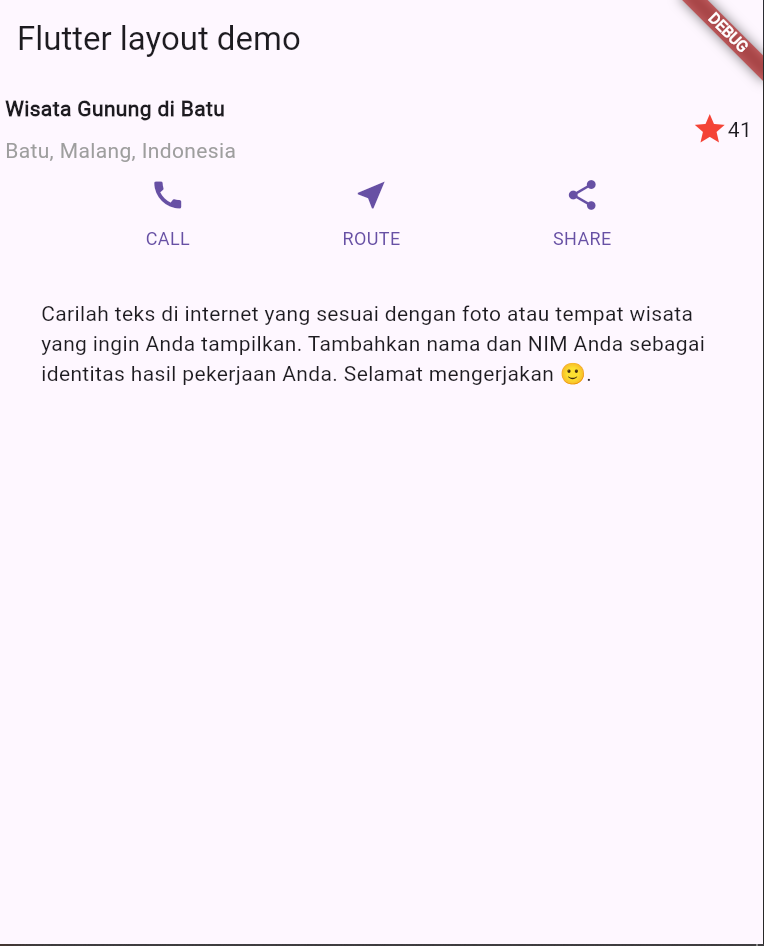 Flutter layout demo
DEBUG
Wisata Gunung di Batu
41
Batu, Malang, Indonesia
CALL
ROUTE
SHARE
Carilah teks di internet yang sesuai dengan foto atau tempat wisata
yang ingin Anda tampilkan. Tambahkan nama dan NIM Anda sebagai
identitas hasil pekerjaan Anda. Selamat mengerjakan 🙂.